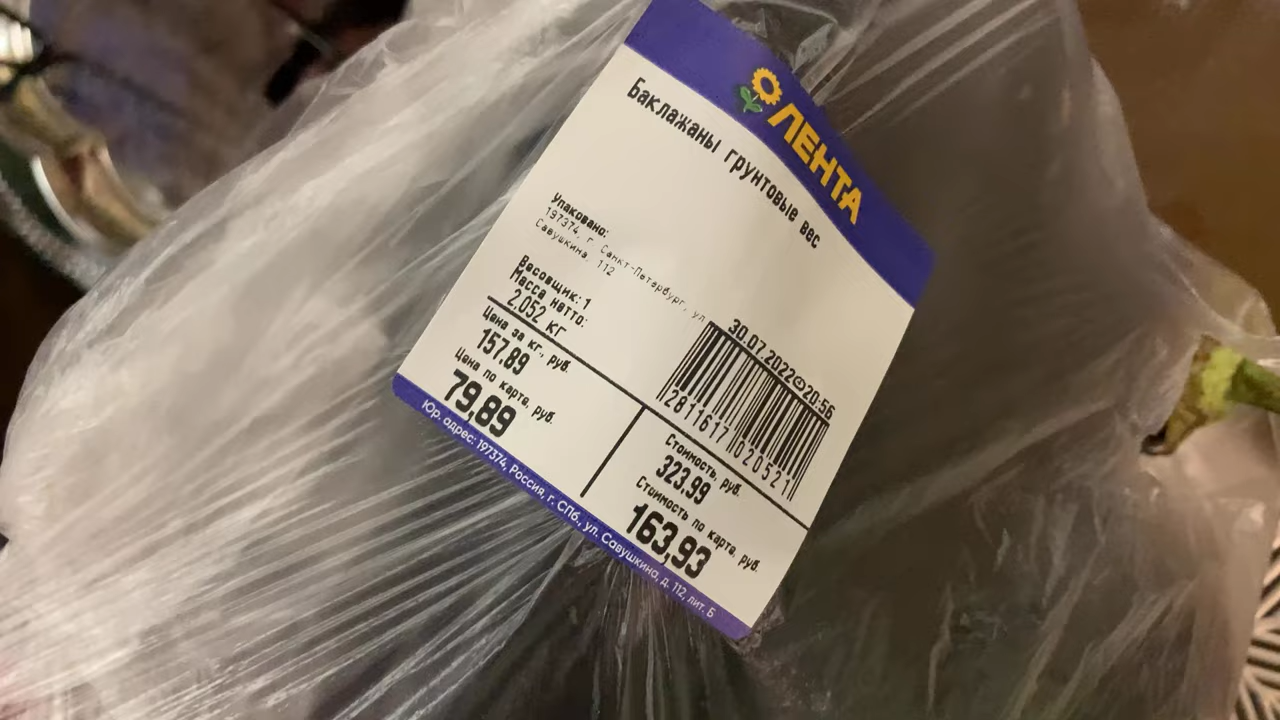 ЛЕНТА
Баклажаны грунтовые вес
Упаковано:
197374, г. Санкт-Петербург, ул
Савушкина, 112
30.07.2022 20:56
Весовщик: 1
Масса нетто:
2.052 кг
2811617020521
Цена за кг., руб.
157.89
Цена по карте, руб.
79,89
Стоимость, руб.
323.99
Стоимость по карте, руб.
163,93
Юр. адрес: 197374, Россия, г. СПб., ул. Савушкина, д. 112, лит. Б